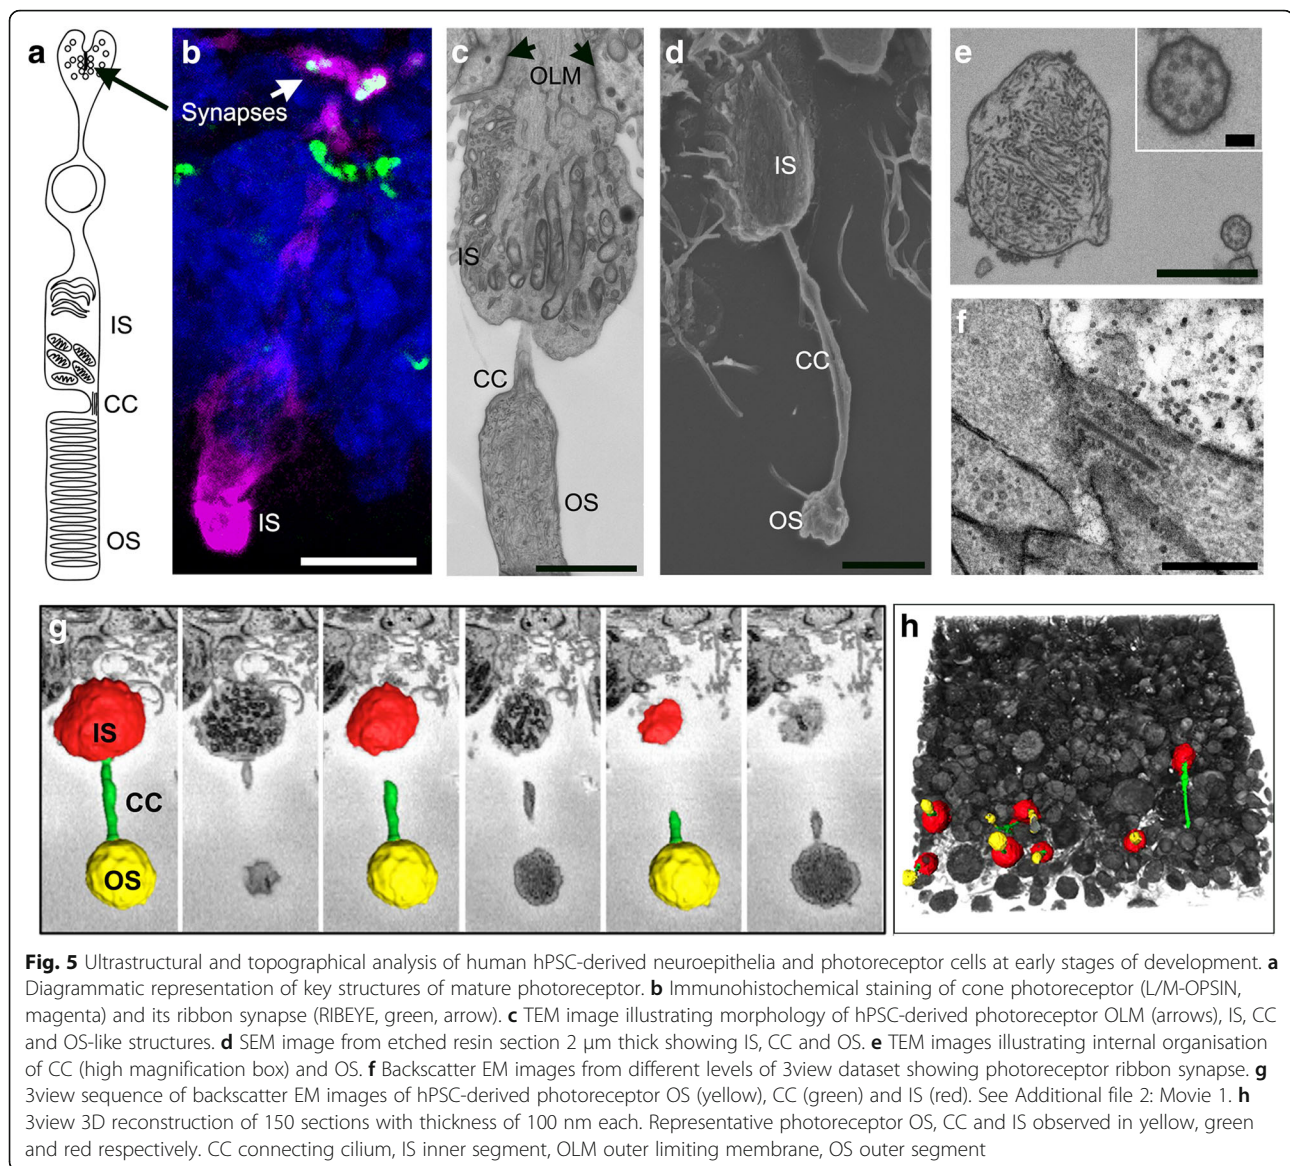 a
Synapses
IS
CC
OS
b
IS
c
OLM
IS
CC
OS
d
IS
CC
OS
e
f
g
IS
CC
OS
h
Fig. 5 Ultrastructural and topographical analysis of human hPSC-derived neuroepithelia and photoreceptor cells at early stages of development. a
Diagrammatic representation of key structures of mature photoreceptor. b Immunohistochemical staining of cone photoreceptor (L/M-OPSIN,
magenta) and its ribbon synapse (RIBEYE, green, arrow). c TEM image illustrating morphology of hPSC-derived photoreceptor OLM (arrows), IS, CC
and OS-like structures. d SEM image from etched resin section 2 μm thick showing IS, CC and OS. e TEM images illustrating internal organisation
of CC (high magnification box) and OS. f Backscatter EM images from different levels of 3view dataset showing photoreceptor ribbon synapse. g
3view sequence of backscatter EM images of hPSC-derived photoreceptor OS (yellow), CC (green) and IS (red). See Additional file 2: Movie 1. h
3view 3D reconstruction of 150 sections with thickness of 100 nm each. Representative photoreceptor OS, CC and IS observed in yellow, green
and red respectively. CC connecting cilium, IS inner segment, OLM outer limiting membrane, OS outer segment